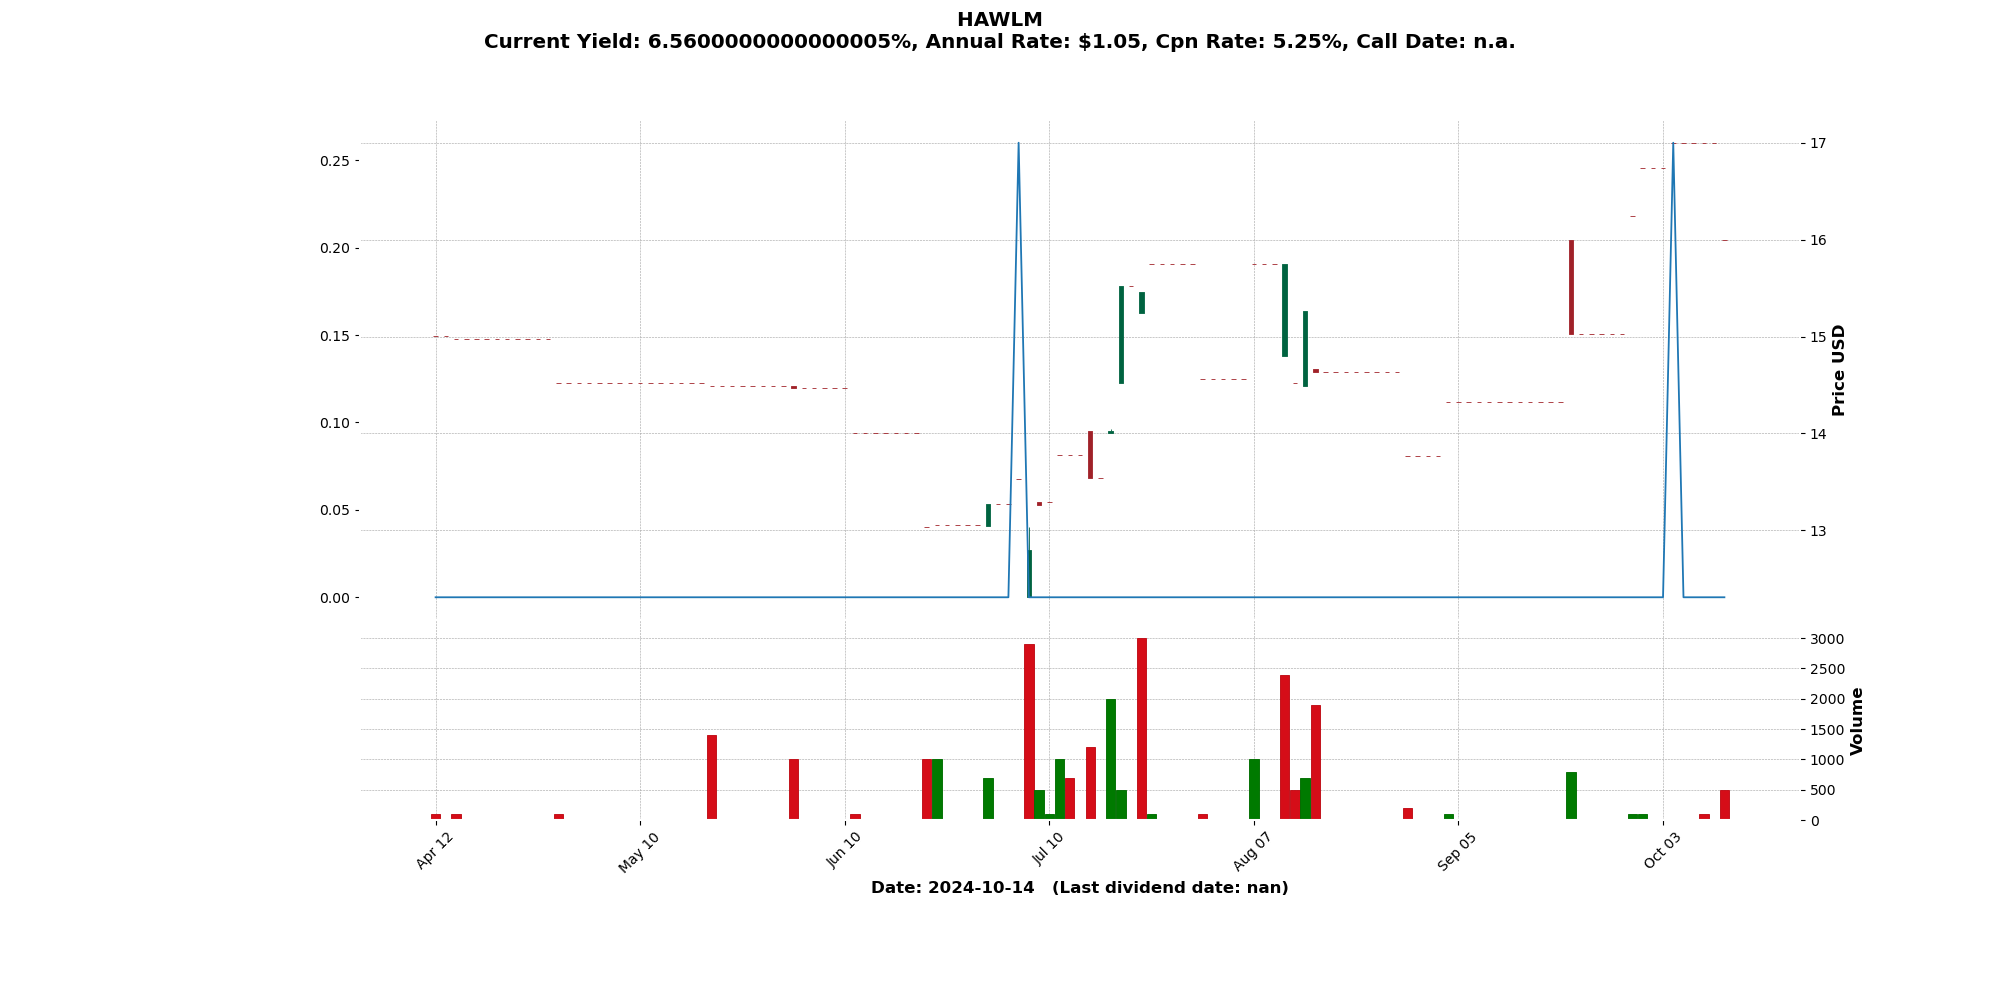 HAWLM
Current Yield: 6.5600000000000005%, Annual Rate: $1.05, Cpn Rate: 5.25%, Call Date: n.a.
0.25
0.20
0.15
0.10
0.05
0.00
17
16
15
14
13
Price USD
3000
2500
2000
1500
1000
500
0
Volume
Apr 12
May 10
Jun 10
Jul 10
Aug 07
Sep 05
Oct 03
Date: 2024-10-14 (Last dividend date: nan)